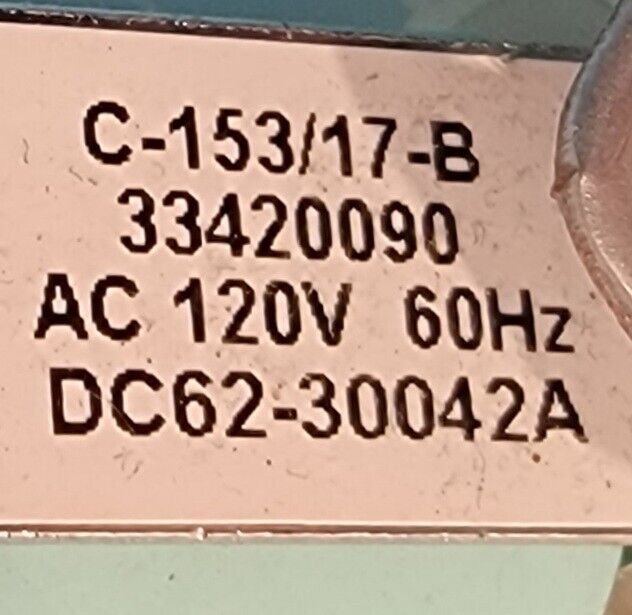 C-153/17-B
33420090
AC 120V 60Hz
DC62-30042A